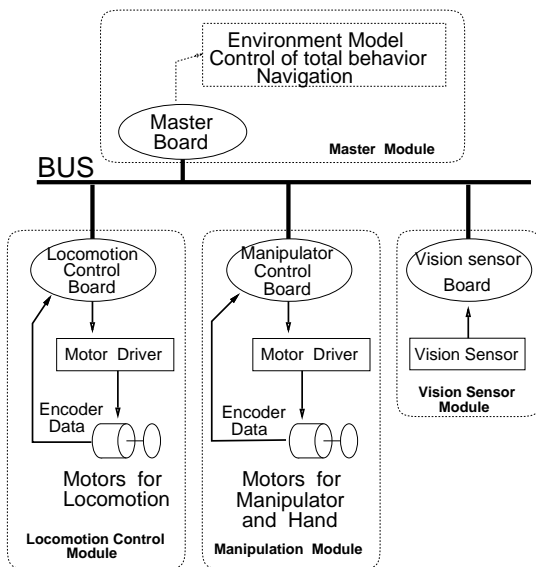 Environment Model
Control of total behavior
Navigation
Master
Board
Master Module
BUS
Locomotion
Control
Board
Motor Driver
Encoder
Data
Motors for
Locomotion
Locomotion Control
Module
Manipulator
Control
Board
Motor Driver
Encoder
Data
Motors for
Manipulator
and Hand
Manipulation Module
Vision sensor
Board
Vision Sensor
Vision Sensor
Module